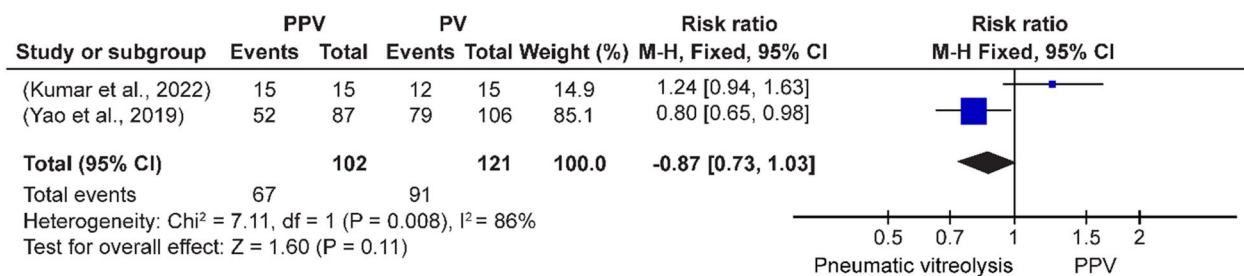 PPV PV Risk ratio Risk ratio
Study or subgroup Events Total Events Total Weight (%) M-H, Fixed, 95% CI M-H Fixed, 95% CI
(Kumar et al., 2022) 15 15 12 15 14.9 1.24 [0.94, 1.63]
(Yao et al., 2019) 52 87 79 106 85.1 0.80 [0.65, 0.98]
Total (95% CI) 102 121 100.0 -0.87 [0.73, 1.03]
Total events 67 91
Heterogeneity: Chi² = 7.11, df = 1 (P = 0.008), I² = 86%
Test for overall effect: Z = 1.60 (P = 0.11)
0.5 0.7 1 1.5 2
Pneumatic vitreolysis PPV